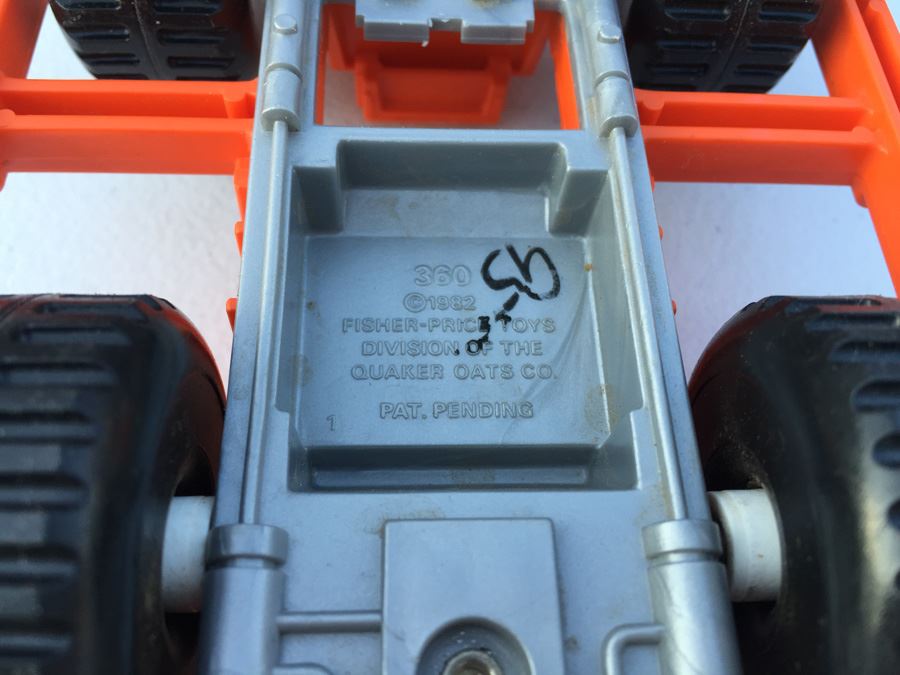 360
©1982
FISHER-PRICE TOYS
DIVISION OF THE
QUAKER OATS CO.
PAT. PENDING
1